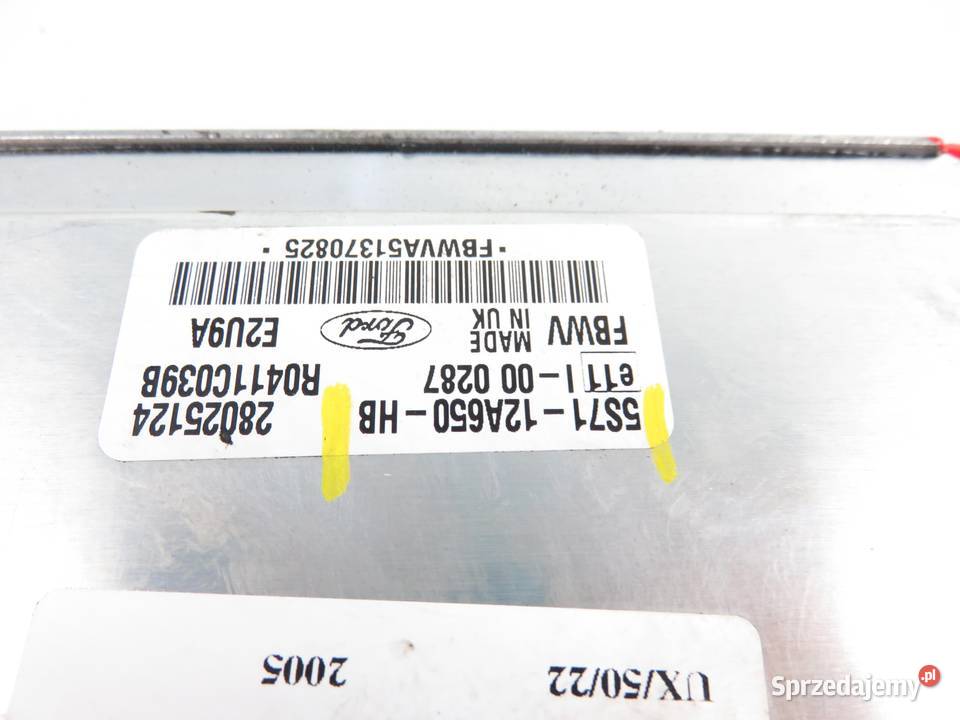 5S71-12A650-HB 28025124
e11 I-00 0287 R0411C039B
FBWV MADE IN UK Ford E2U9A
· FBWVA51370825 ·
UX/50/22 2005
Sprzedajemy.pl